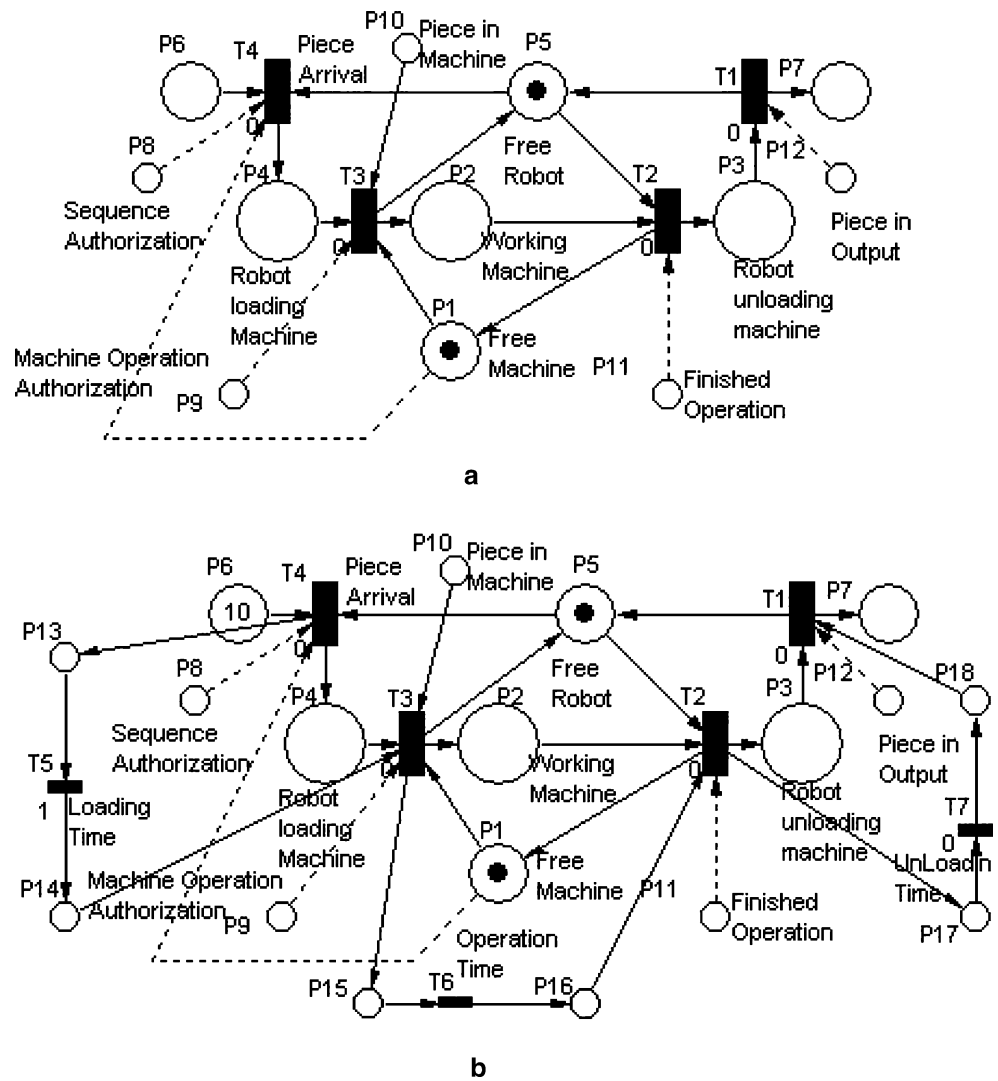 P10
Piece in
Machine
P6
T4
Piece
Arrival
P5
T1
P7
0
0
P8
Free
Robot
P12
P4
T3
P2
T2
P3
Sequence
Authorization
0
Working
Machine
0
Piece in
Output
Robot
loading
Machine
Robot
unloading
machine
P1
Free
Machine
Machine Operation
Authorization
P9
P11
Finished
Operation
a
P10
Piece in
Machine
P6
10
T4
Piece
Arrival
P5
T1
P7
P13
0
0
P8
Free
Robot
P12
P18
P4
T3
P2
T2
P3
Sequence
Authorization
0
Working
Machine
0
Piece in
Output
T5
1
Loading
Time
Robot
loading
Machine
Robot
unloading
machine
T7
0
UnLoadin
Time
P1
Free
Machine
P14
Machine Operation
Authorization
P9
P11
Finished
Operation
P17
Operation
Time
P15
T6
P16
b